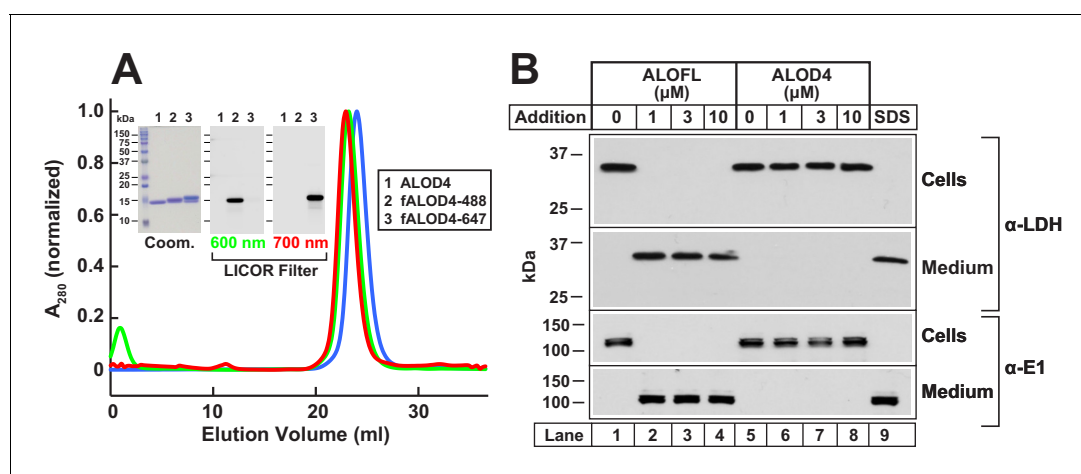 A
A280 (normalized)
1.0
0.8
0.6
0.4
0.2
0
0 10 20 30
Elution Volume (ml)
kDa
1 2 3 1 2 3 1 2 3
150
75
50
37
25
20
15
10
Coom. 600 nm 700 nm
LICOR Filter
1 ALOD4
2 fALOD4-488
3 fALOD4-647
B
ALOFL (µM) ALOD4 (µM)
Addition 0 1 3 10 0 1 3 10 SDS
kDa
37
25
Cells
37
25
Medium
α-LDH
150
100
Cells
150
100
Medium
α-E1
Lane 1 2 3 4 5 6 7 8 9